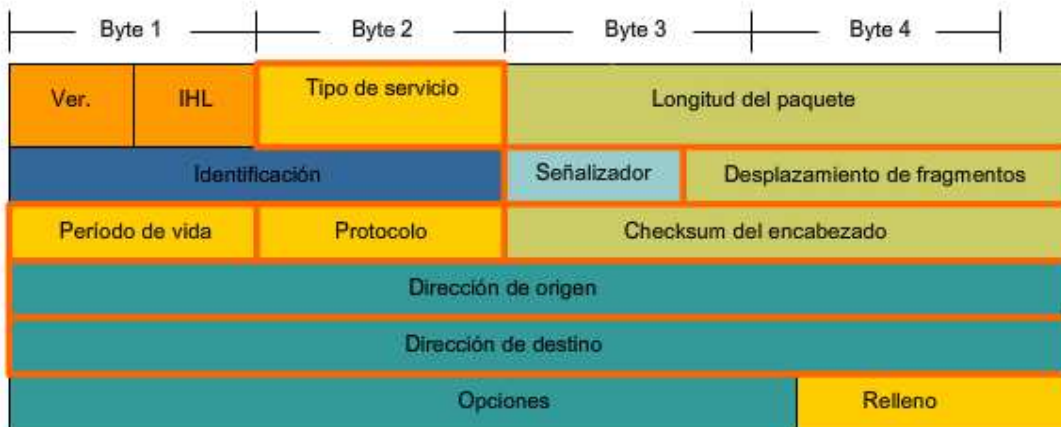 Byte 1 Byte 2 Byte 3 Byte 4
Ver. IHL Tipo de servicio Longitud del paquete
Identificación Señalizador Desplazamiento de fragmentos
Período de vida Protocolo Checksum del encabezado
Dirección de origen
Dirección de destino
Opciones Relleno